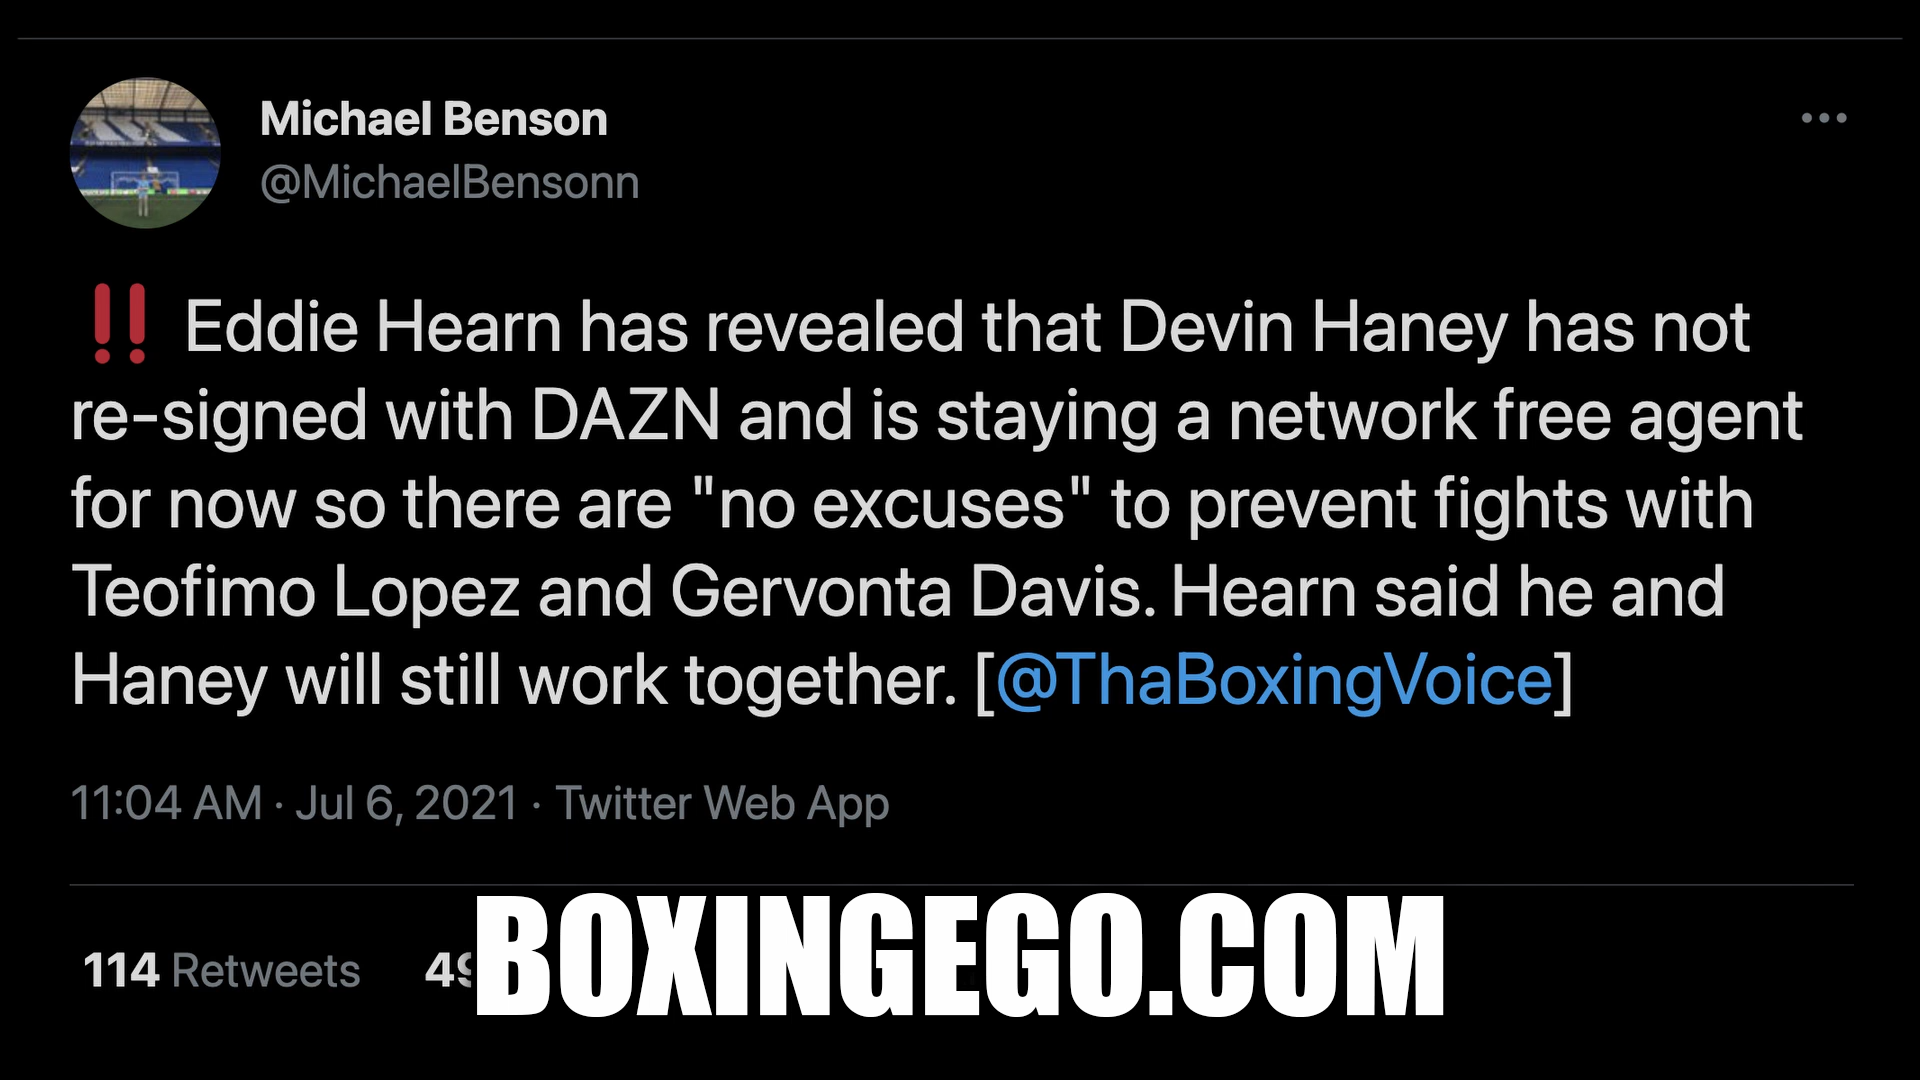 Michael Benson
@MichaelBensonn
‼️ Eddie Hearn has revealed that Devin Haney has not
re-signed with DAZN and is staying a network free agent
for now so there are "no excuses" to prevent fights with
Teofimo Lopez and Gervonta Davis. Hearn said he and
Haney will still work together. [@ThaBoxingVoice]
11:04 AM · Jul 6, 2021 · Twitter Web App
114 Retweets
BOXINGEGO.COM